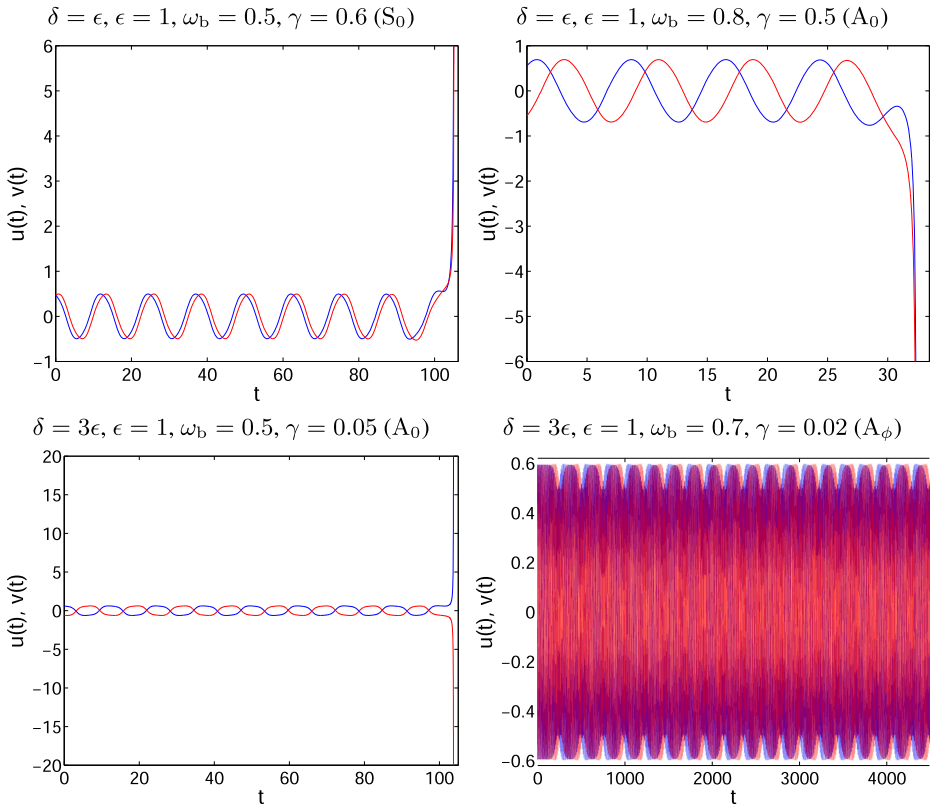 δ = ϵ, ϵ = 1, ω_b = 0.5, γ = 0.6 (S_0)
6
5
4
3
2
1
0
−1
u(t), v(t)
0 20 40 60 80 100
t
δ = ϵ, ϵ = 1, ω_b = 0.8, γ = 0.5 (A_0)
1
0
−1
−2
−3
−4
−5
−6
u(t), v(t)
0 5 10 15 20 25 30
t
δ = 3ϵ, ϵ = 1, ω_b = 0.5, γ = 0.05 (A_0)
20
15
10
5
0
−5
−10
−15
−20
u(t), v(t)
0 20 40 60 80 100
t
δ = 3ϵ, ϵ = 1, ω_b = 0.7, γ = 0.02 (A_ϕ)
0.6
0.4
0.2
0
−0.2
−0.4
−0.6
u(t), v(t)
0 1000 2000 3000 4000
t